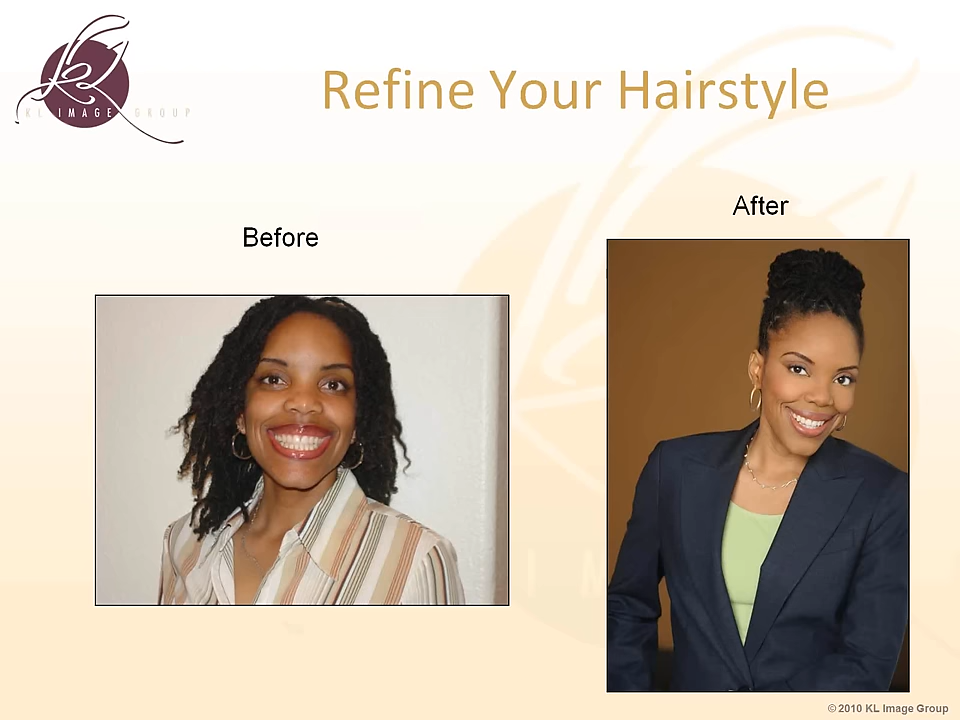 KL IMAGE GROUP
Refine Your Hairstyle
Before
After
© 2010 KL Image Group